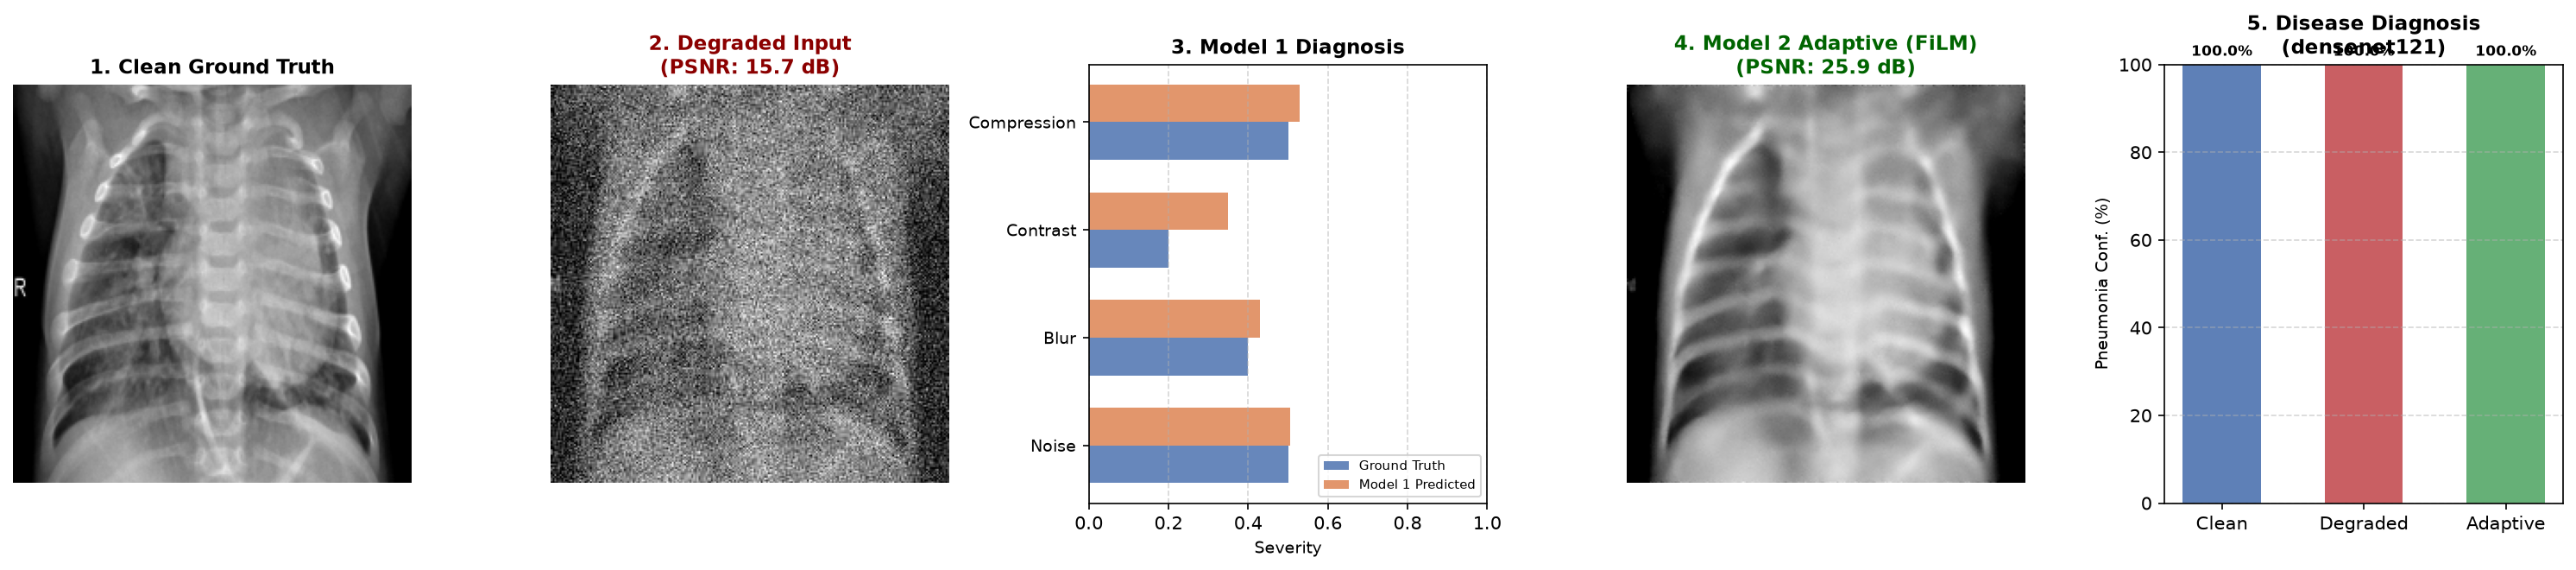 1. Clean Ground Truth
R
2. Degraded Input
(PSNR: 15.7 dB)
3. Model 1 Diagnosis
Compression
Contrast
Blur
Noise
Ground Truth
Model 1 Predicted
0.0 0.2 0.4 0.6 0.8 1.0
Severity
4. Model 2 Adaptive (FiLM)
(PSNR: 25.9 dB)
5. Disease Diagnosis
(densenet121)
100.0% 100.0% 100.0%
Pneumonia Conf. (%)
100
80
60
40
20
0
Clean Degraded Adaptive